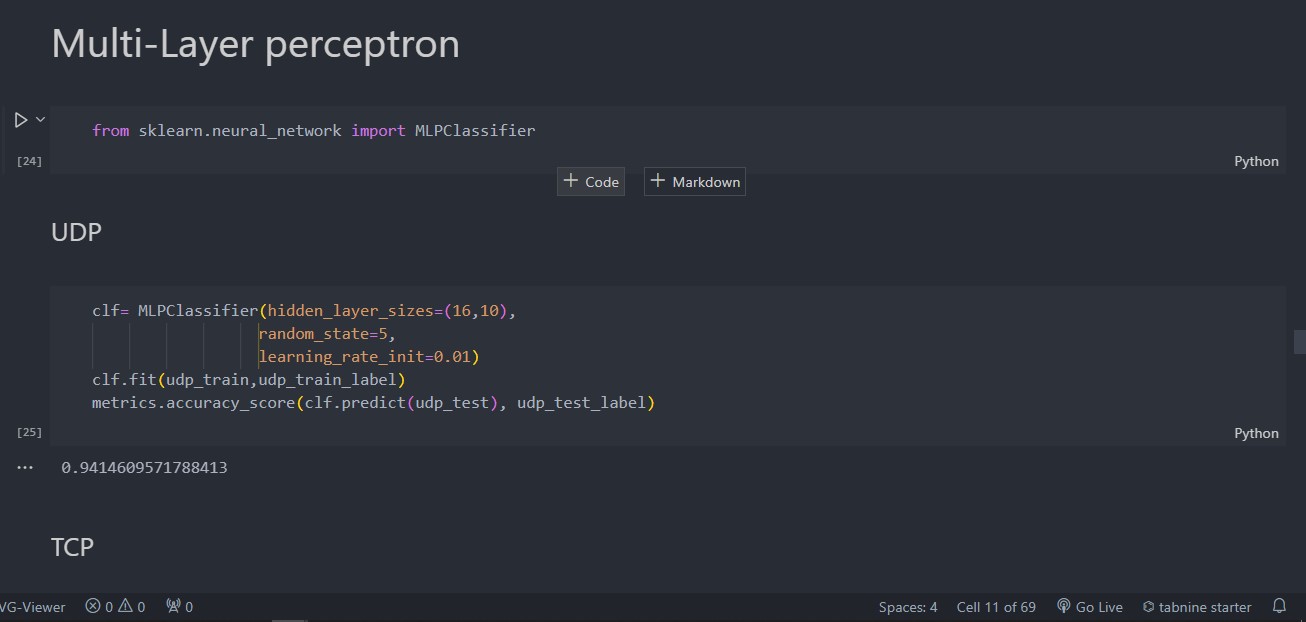 Multi-Layer perceptron
from sklearn.neural_network import MLPClassifier
[24]
Python
+ Code + Markdown
UDP
clf= MLPClassifier(hidden_layer_sizes=(16,10),
random_state=5,
learning_rate_init=0.01)
clf.fit(udp_train,udp_train_label)
metrics.accuracy_score(clf.predict(udp_test), udp_test_label)
[25]
Python
... 0.9414609571788413
TCP
VG-Viewer 0 0 0 Spaces: 4 Cell 11 of 69 Go Live tabnine starter